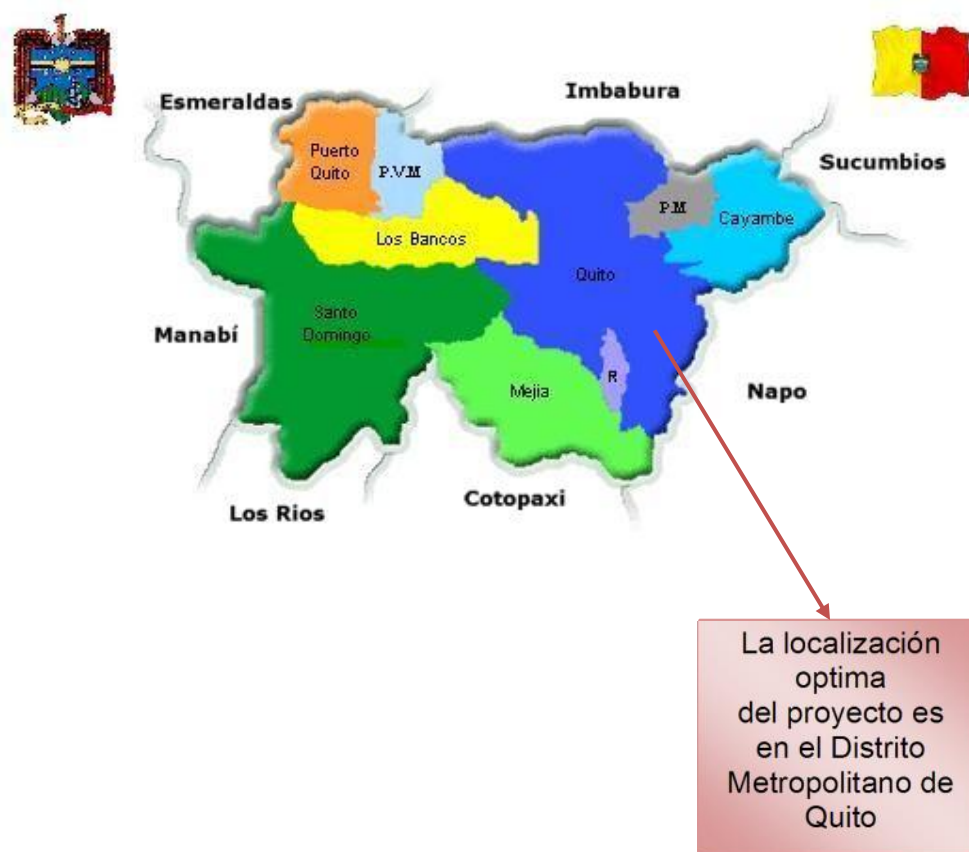 Esmeraldas
Imbabura
Sucumbios
Puerto
Quito
P.V.M
P.M
Cayambe
Los Bancos
Quito
Santo
Domingo
Manabí
Mejia
R
Napo
Los Rios
Cotopaxi
La localización
optima
del proyecto es
en el Distrito
Metropolitano de
Quito